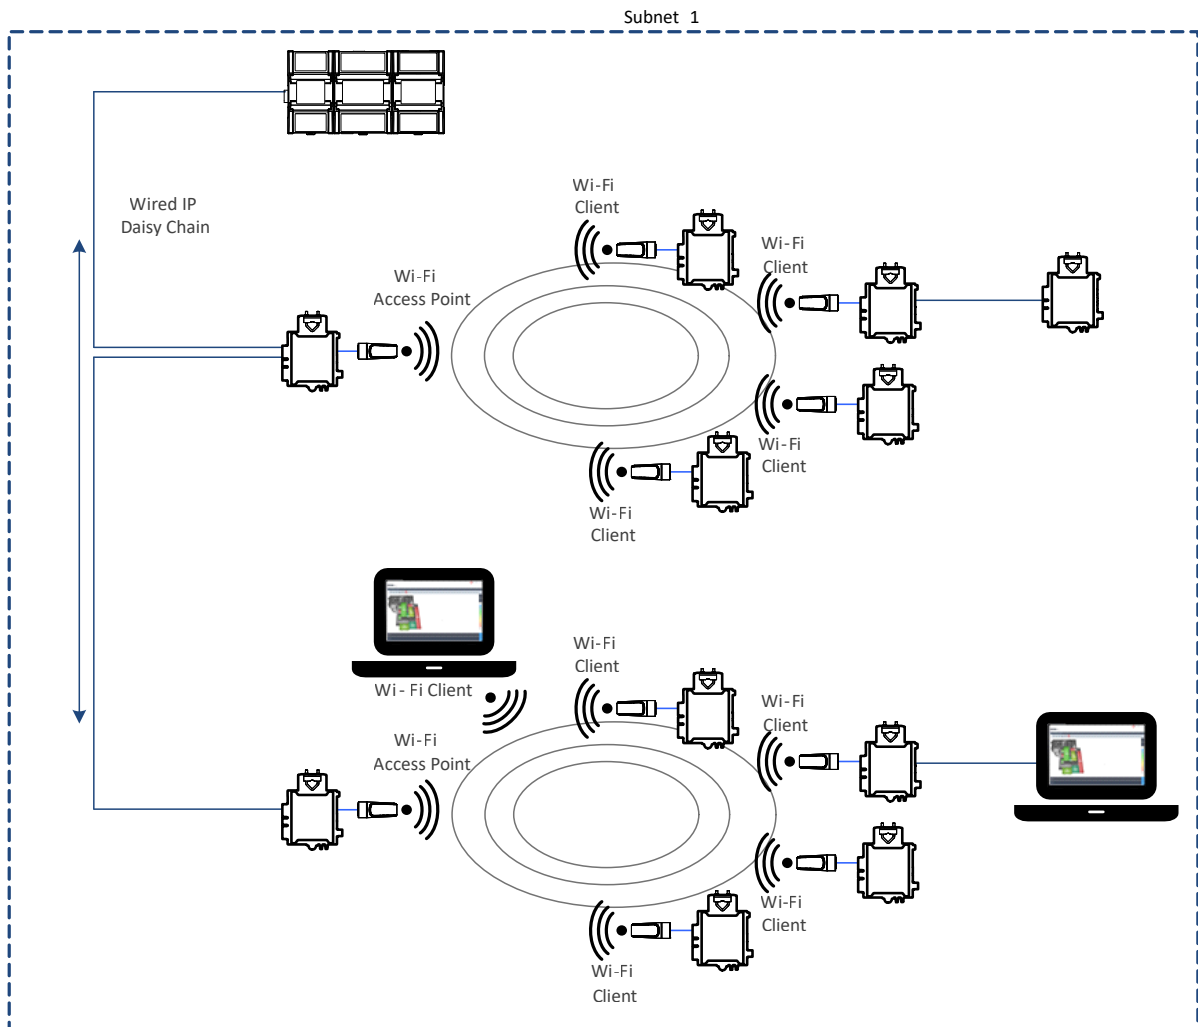 Subnet 1
Wired IP
Daisy Chain
Wi-Fi
Client
Wi-Fi
Client
Wi-Fi
Access Point
Wi-Fi
Client
Wi-Fi
Client
Wi-Fi Client
Wi-Fi
Client
Wi-Fi
Client
Wi-Fi
Access Point
Wi-Fi
Client
Wi-Fi
Client